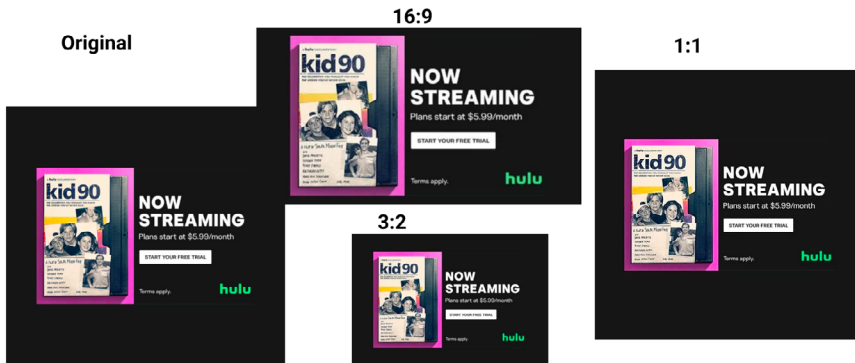 16:9
Original
1:1
a hulu documentary
kid 90
NOW
STREAMING
Plans start at $5.99/month
START YOUR FREE TRIAL
Terms apply.
hulu
kid 90
NOW
STREAMING
Plans start at $5.99/month
START YOUR FREE TRIAL
Terms apply.
hulu
3:2
kid 90
NOW
STREAMING
Plans start at $5.99/month
START YOUR FREE TRIAL
Terms apply.
hulu
kid 90
NOW
STREAMING
Plans start at $5.99/month
START YOUR FREE TRIAL
Terms apply.
hulu